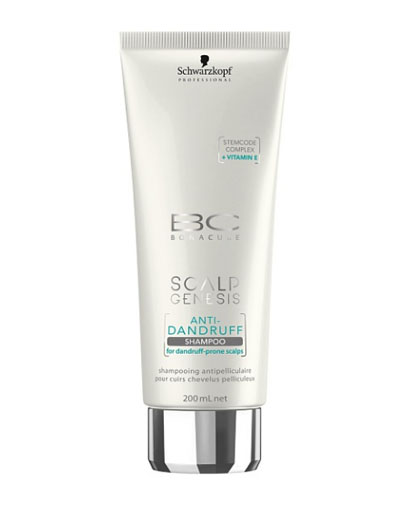 Schwarzkopf
PROFESSIONAL
STEMCODE
COMPLEX
+ VITAMIN E
BC
BONACURE
SCALP
GENESIS
ANTI-
DANDRUFF
SHAMPOO
for dandruff-prone scalps
shampooing antipelliculaire
pour cuirs chevelus pelliculeux
200 mL net